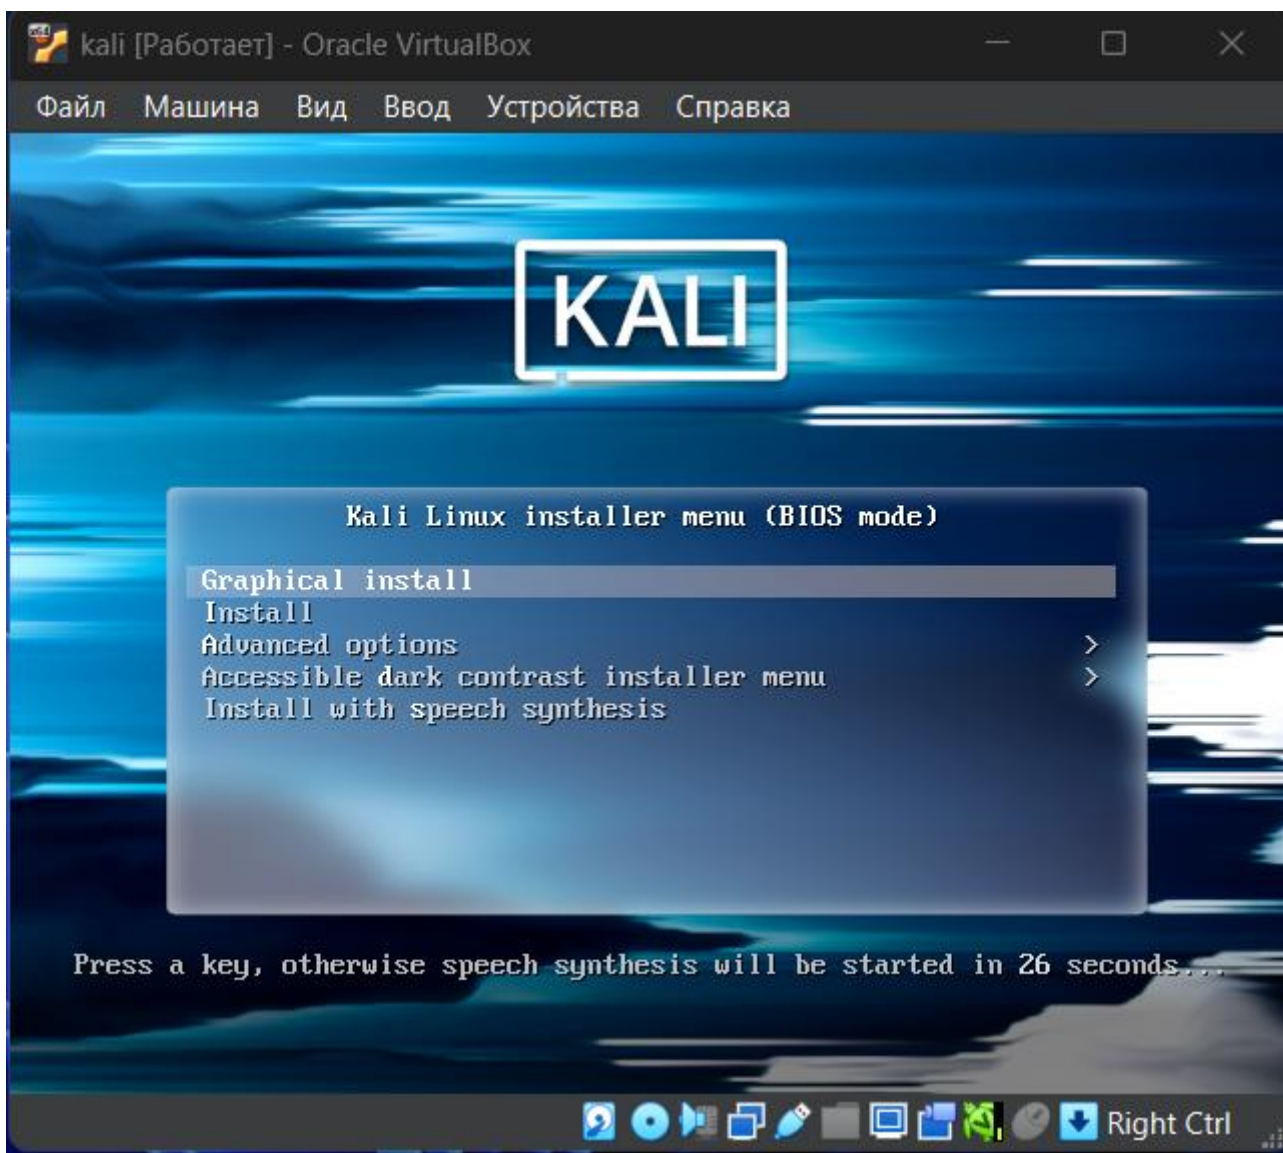 kali [Работает] - Oracle VirtualBox
Файл Машина Вид Ввод Устройства Справка
KALI
Kali Linux installer menu (BIOS mode)
Graphical install
Install
Advanced options >
Accessible dark contrast installer menu >
Install with speech synthesis
Press a key, otherwise speech synthesis will be started in 26 seconds...
Right Ctrl